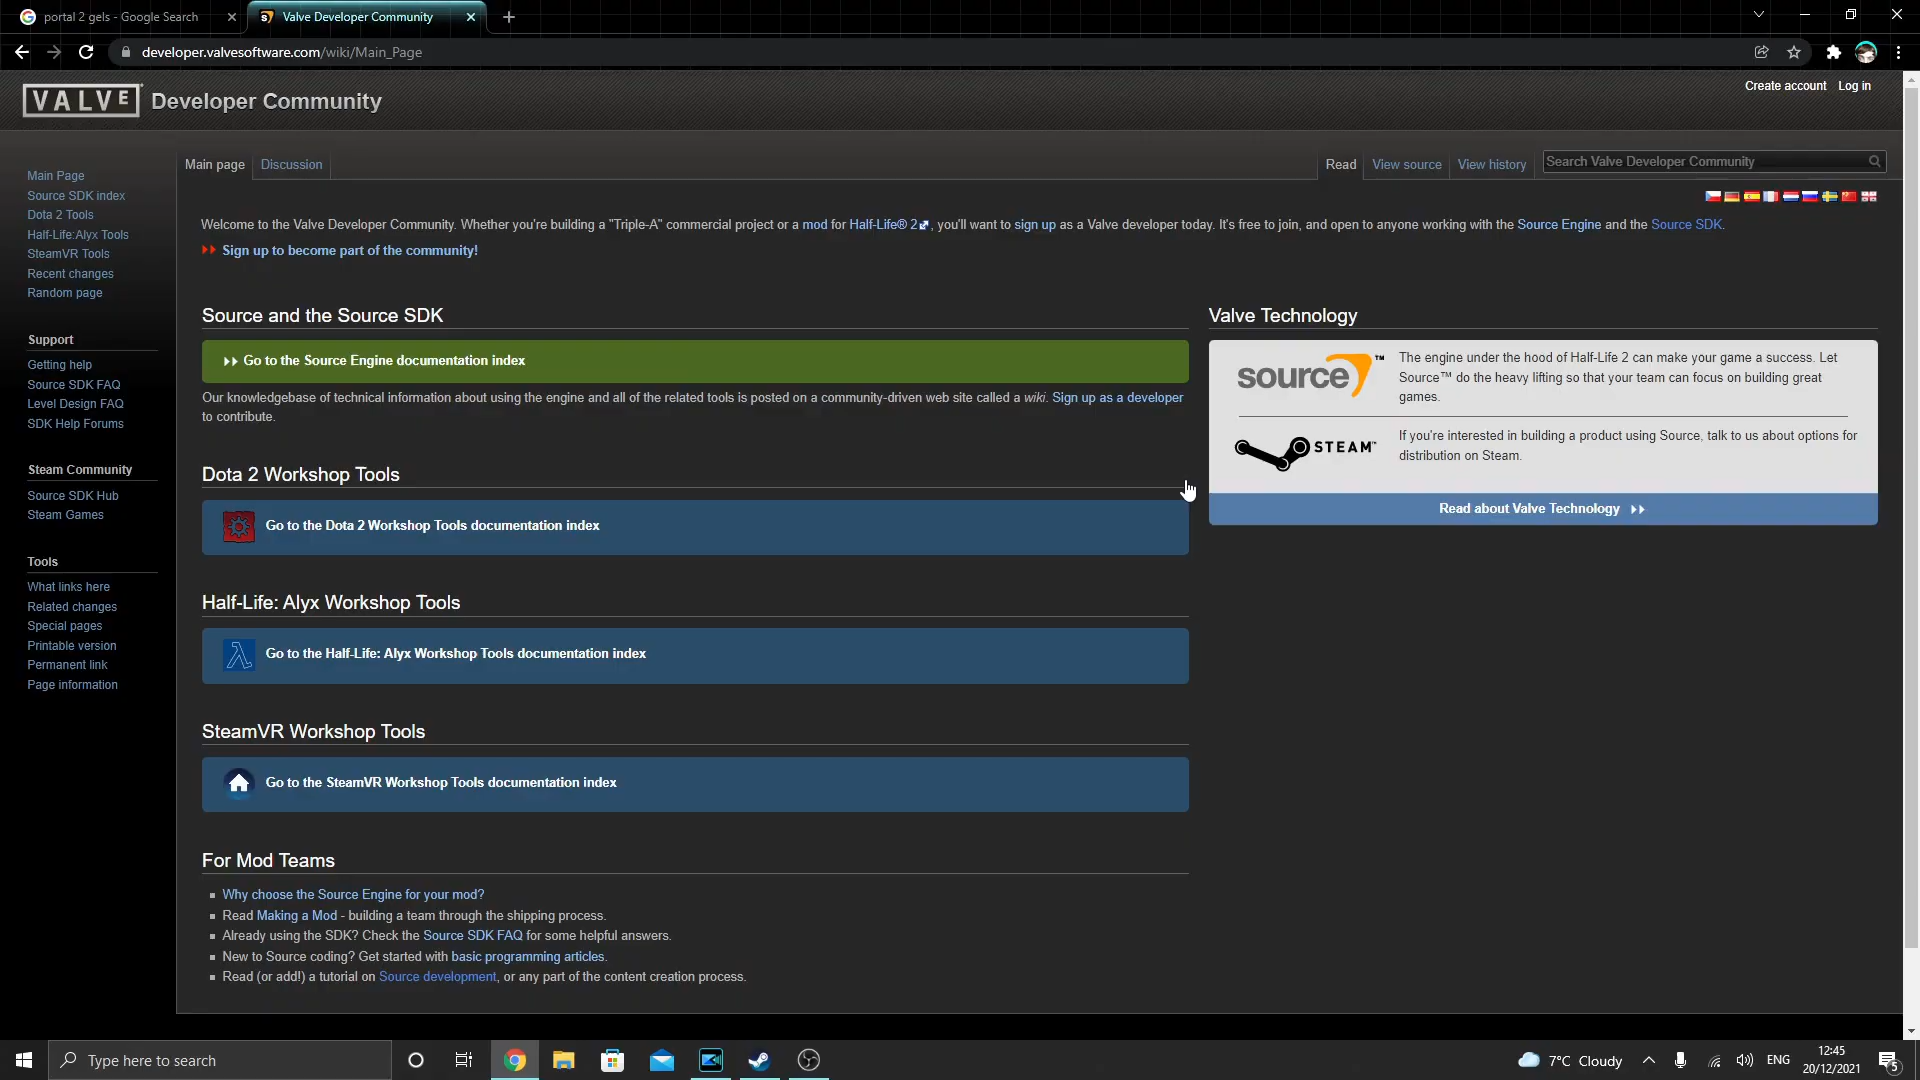 portal 2 gels - Google Search
Valve Developer Community
developer.valvesoftware.com/wiki/Main_Page
VALVE Developer Community
Create account Log in
Main page Discussion
Read View source View history
Search Valve Developer Community
Main Page
Source SDK index
Dota 2 Tools
Half-Life:Alyx Tools
SteamVR Tools
Recent changes
Random page
Support
Getting help
Source SDK FAQ
Level Design FAQ
SDK Help Forums
Steam Community
Source SDK Hub
Steam Games
Tools
What links here
Related changes
Special pages
Printable version
Permanent link
Page information
Welcome to the Valve Developer Community. Whether you're building a "Triple-A" commercial project or a mod for Half-Life® 2, you'll want to sign up as a Valve developer today. It's free to join, and open to anyone working with the Source Engine and the Source SDK.
Sign up to become part of the community!
Source and the Source SDK
Go to the Source Engine documentation index
Our knowledgebase of technical information about using the engine and all of the related tools is posted on a community-driven web site called a wiki. Sign up as a developer
to contribute.
Dota 2 Workshop Tools
Go to the Dota 2 Workshop Tools documentation index
Half-Life: Alyx Workshop Tools
Go to the Half-Life: Alyx Workshop Tools documentation index
SteamVR Workshop Tools
Go to the SteamVR Workshop Tools documentation index
For Mod Teams
Why choose the Source Engine for your mod?
Read Making a Mod - building a team through the shipping process.
Already using the SDK? Check the Source SDK FAQ for some helpful answers.
New to Source coding? Get started with basic programming articles.
Read (or add!) a tutorial on Source development, or any part of the content creation process.
Valve Technology
source™
The engine under the hood of Half-Life 2 can make your game a success. Let
Source™ do the heavy lifting so that your team can focus on building great
games.
STEAM™
If you're interested in building a product using Source, talk to us about options for
distribution on Steam.
Read about Valve Technology
Type here to search
7°C Cloudy
ENG
12:45
20/12/2021
5